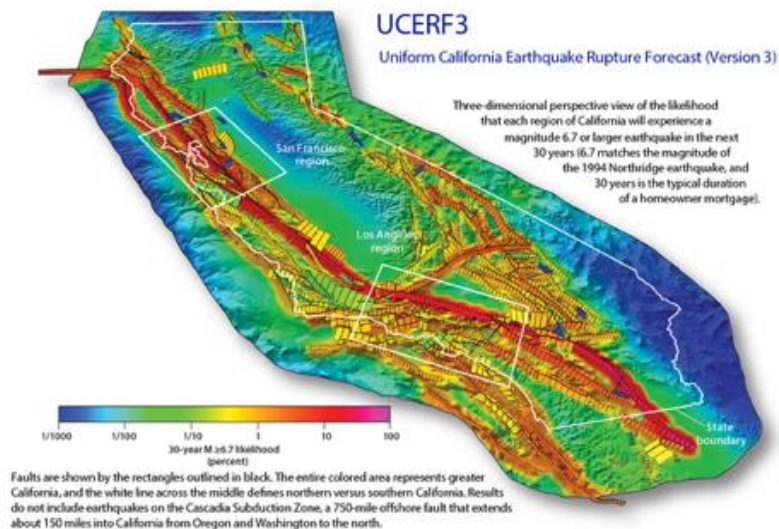 UCERF3
Uniform California Earthquake Rupture Forecast (Version 3)
Three-dimensional perspective view of the likelihood
that each region of California will experience a
magnitude 6.7 or larger earthquake in the next
30 years (6.7 matches the magnitude of
the 1994 Northridge earthquake, and
30 years is the typical duration
of a homeowner mortgage).
San Francisco
region
Los Angeles
region
State
boundary
1/1000 1/100 1/10 1 10 100
30-year M ≥6.7 likelihood
(percent)
Faults are shown by the rectangles outlined in black. The entire colored area represents greater
California, and the white line across the middle defines northern versus southern California. Results
do not include earthquakes on the Cascadia Subduction Zone, a 750-mile offshore fault that extends
about 150 miles into California from Oregon and Washington to the north.